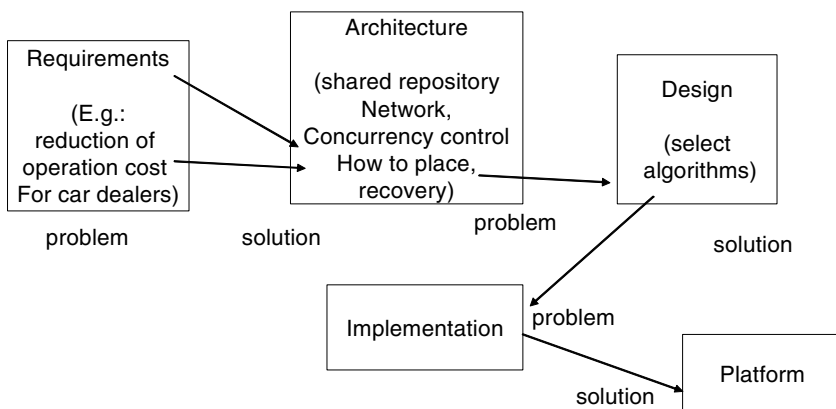 Requirements
(E.g.:
reduction of
operation cost
For car dealers)
problem
Architecture
(shared repository
Network,
Concurrency control
How to place,
recovery)
solution
problem
Design
(select
algorithms)
solution
Implementation
problem
solution
Platform